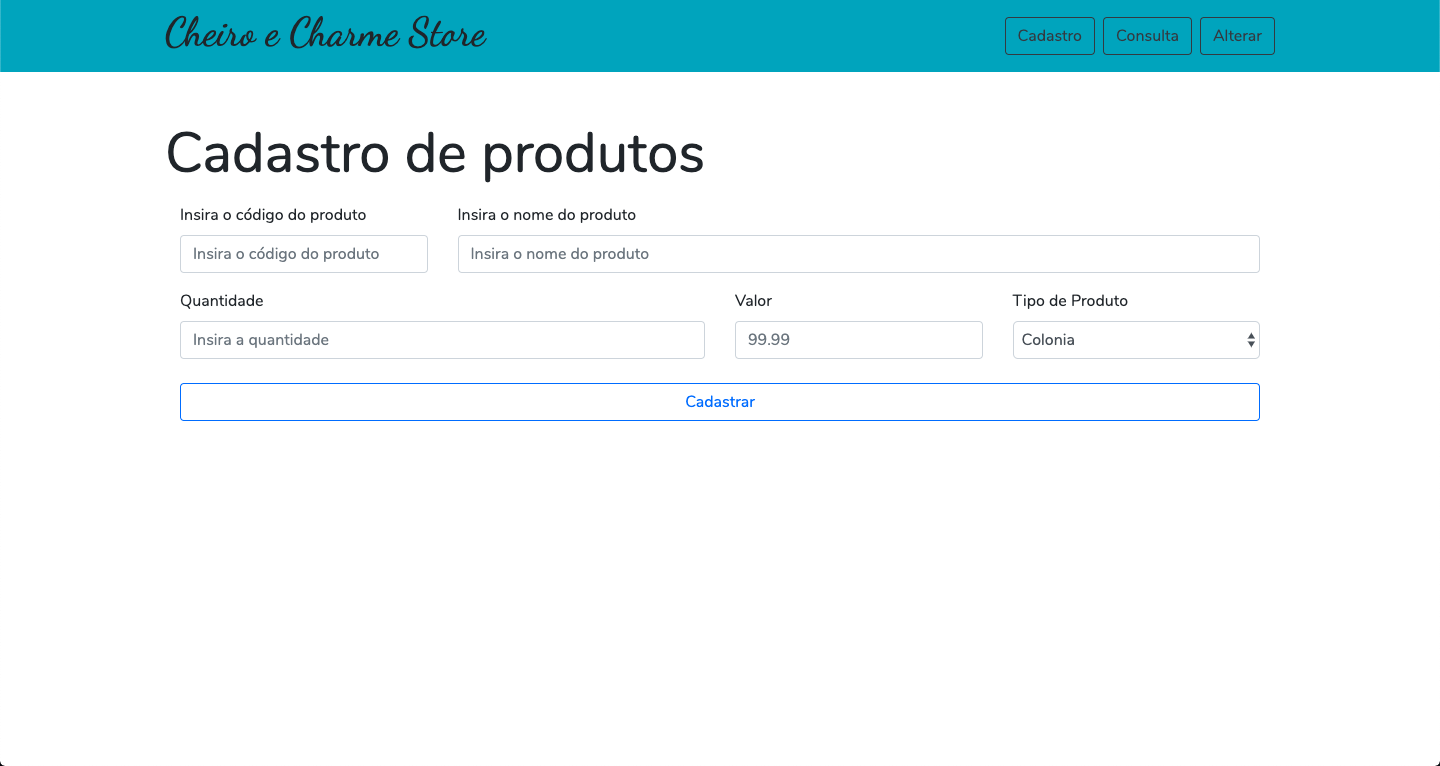 Cheiro e Charme Store
Cadastro Consulta Alterar
Cadastro de produtos
Insira o código do produto Insira o nome do produto
Insira o código do produto Insira o nome do produto
Quantidade Valor Tipo de Produto
Insira a quantidade 99.99 Colonia
Cadastrar